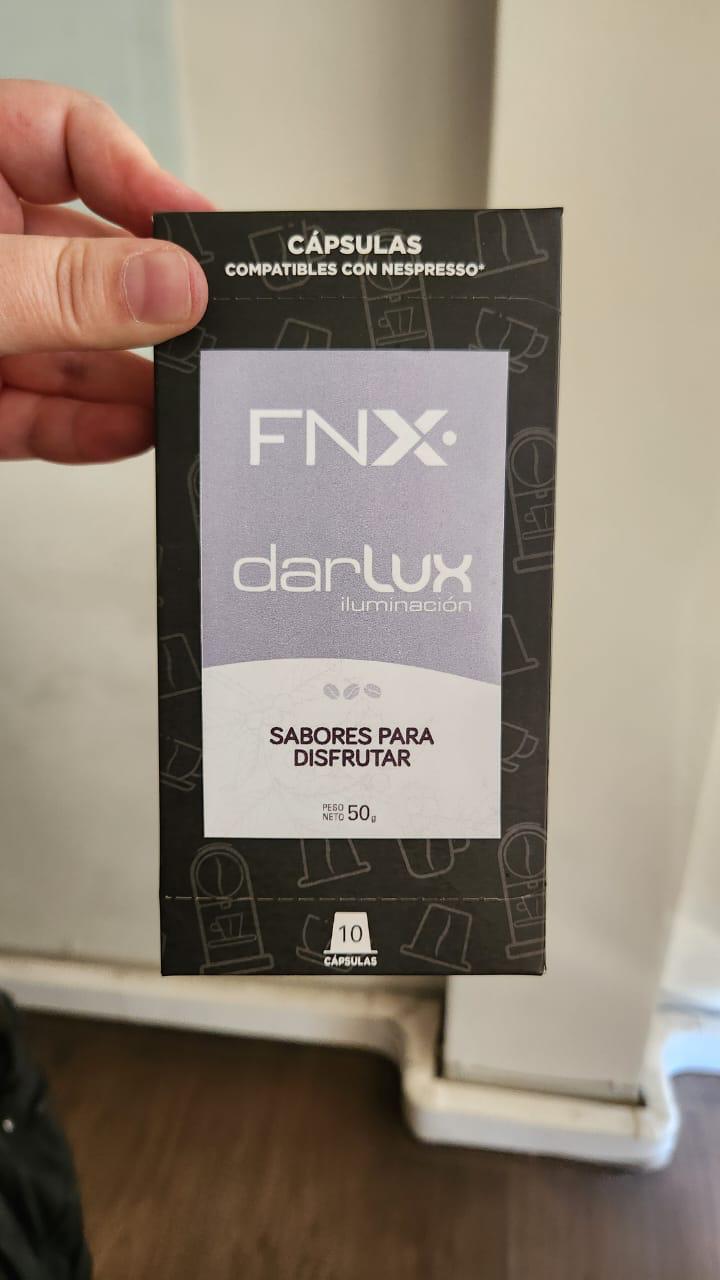 CÁPSULAS
COMPATIBLES CON NESPRESSO*
FNX.
darlux
iluminación
SABORES PARA
DISFRUTAR
PESO
NETO 50g
10
CÁPSULAS